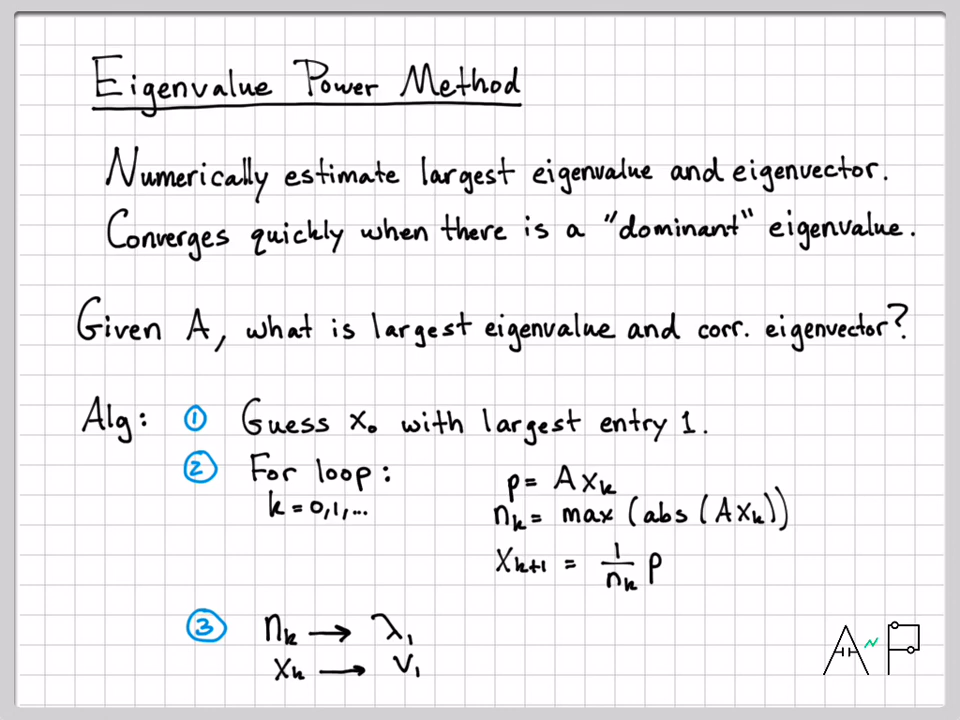 Eigenvalue Power Method
Numerically estimate largest eigenvalue and eigenvector.
Converges quickly when there is a "dominant" eigenvalue.
Given A, what is largest eigenvalue and corr. eigenvector?
Alg: ① Guess x₀ with largest entry 1.
② For loop:
k = 0,1,...
p = A xₖ
nₖ = max (abs (A xₖ))
xₖ₊₁ = 1/nₖ p
③ nₖ → λ₁
xₖ → v₁
A~P